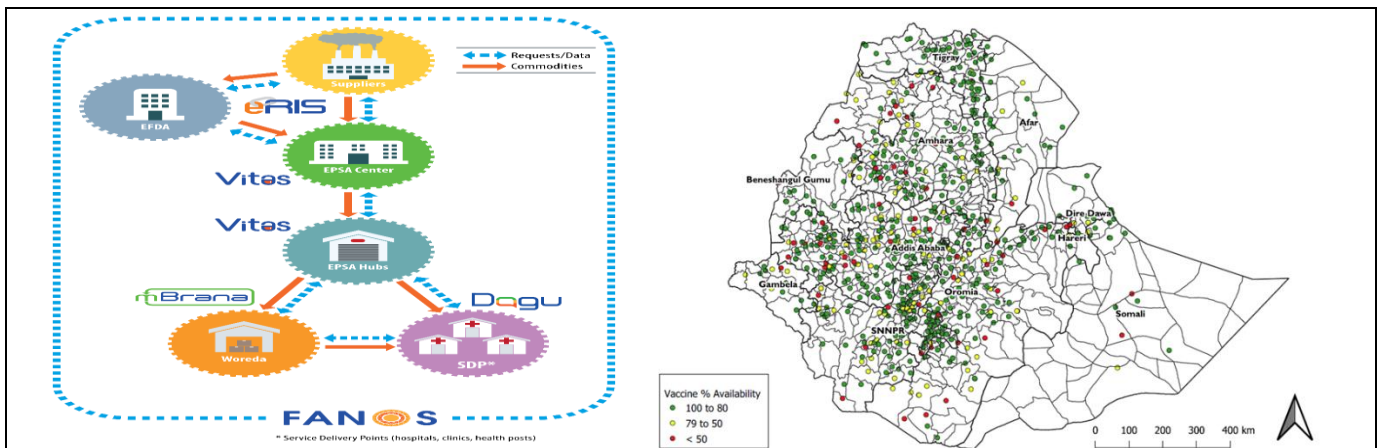 Requests/Data
Commodities
Suppliers
eRIS
EFDA
EPSA Center
Vitas
Vitas
EPSA Hubs
mBrana
Dagu
Woreda
SDP*
FANOS
* Service Delivery Points (hospitals, clinics, health posts)
Tigray
Afar
Amhara
Beneshangul Gumu
Dire Dawa
Hareri
Addis Ababa
Gambela
Oromia
Somali
SNNPR
Vaccine % Availability
100 to 80
79 to 50
< 50
0 100 200 300 400 km